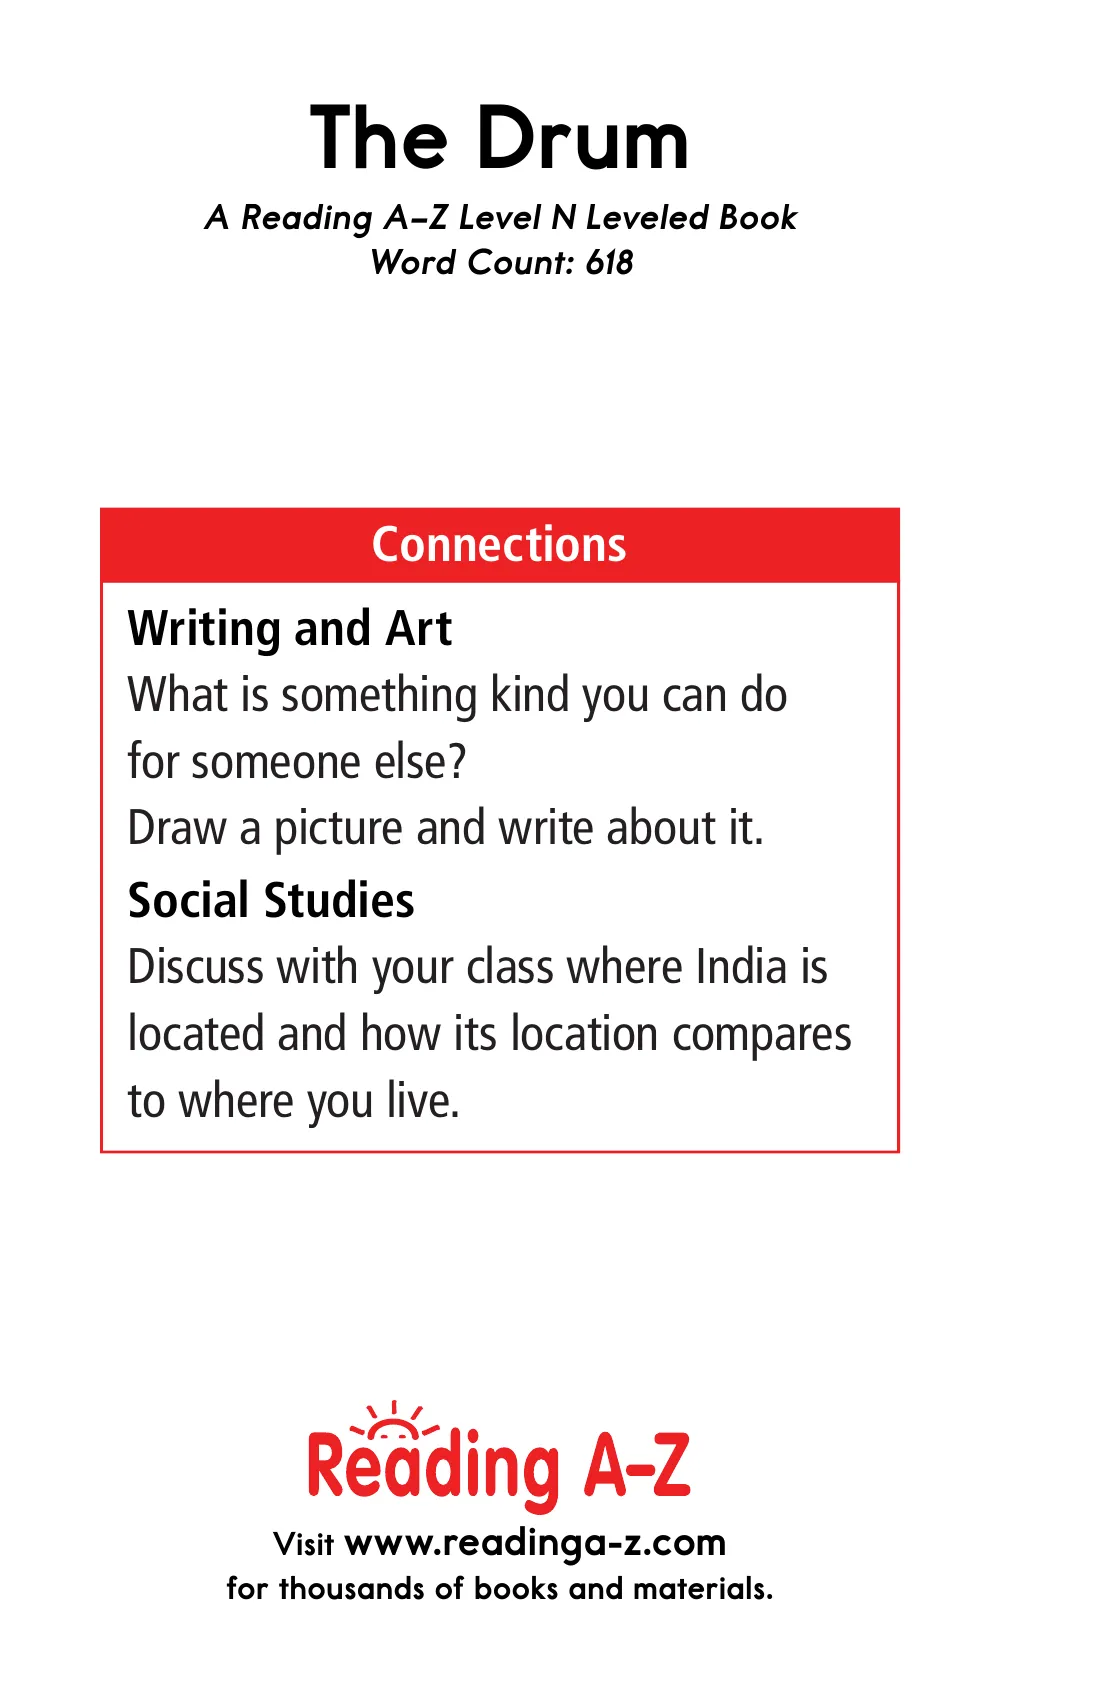 The Drum
A Reading A–Z Level N Leveled Book
Word Count: 618
Connections
Writing and Art
What is something kind you can do
for someone else?
Draw a picture and write about it.
Social Studies
Discuss with your class where India is
located and how its location compares
to where you live.
Reading A–Z
Visit www.readinga-z.com
for thousands of books and materials.